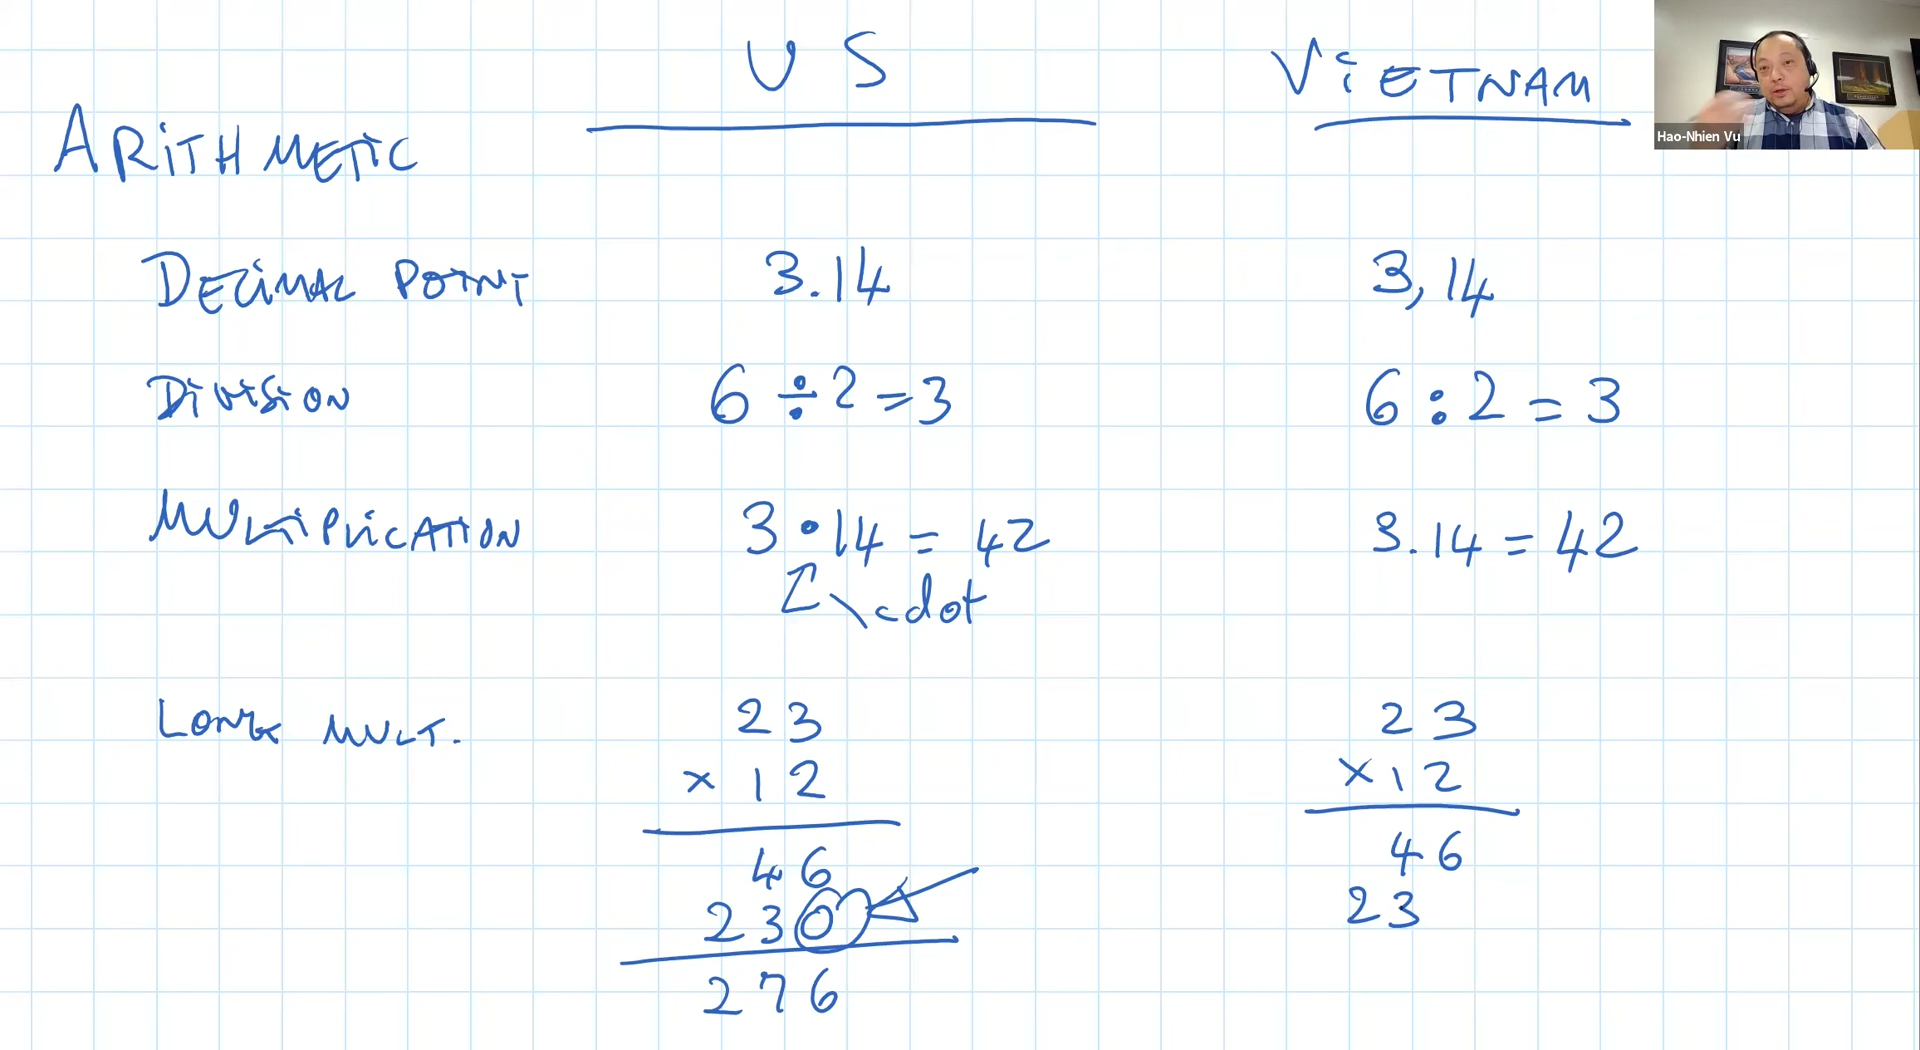 US VIETNAM
Hao-Nhien Vu
ARITHMETIC
DECIMAL POINT 3.14 3,14
DIVISION 6 ÷ 2 = 3 6 : 2 = 3
MULTIPLICATION 3 • 14 = 42 3.14 = 42
\cdot
LONG MULT. 23 23
× 12 × 12
46 46
230 23
276